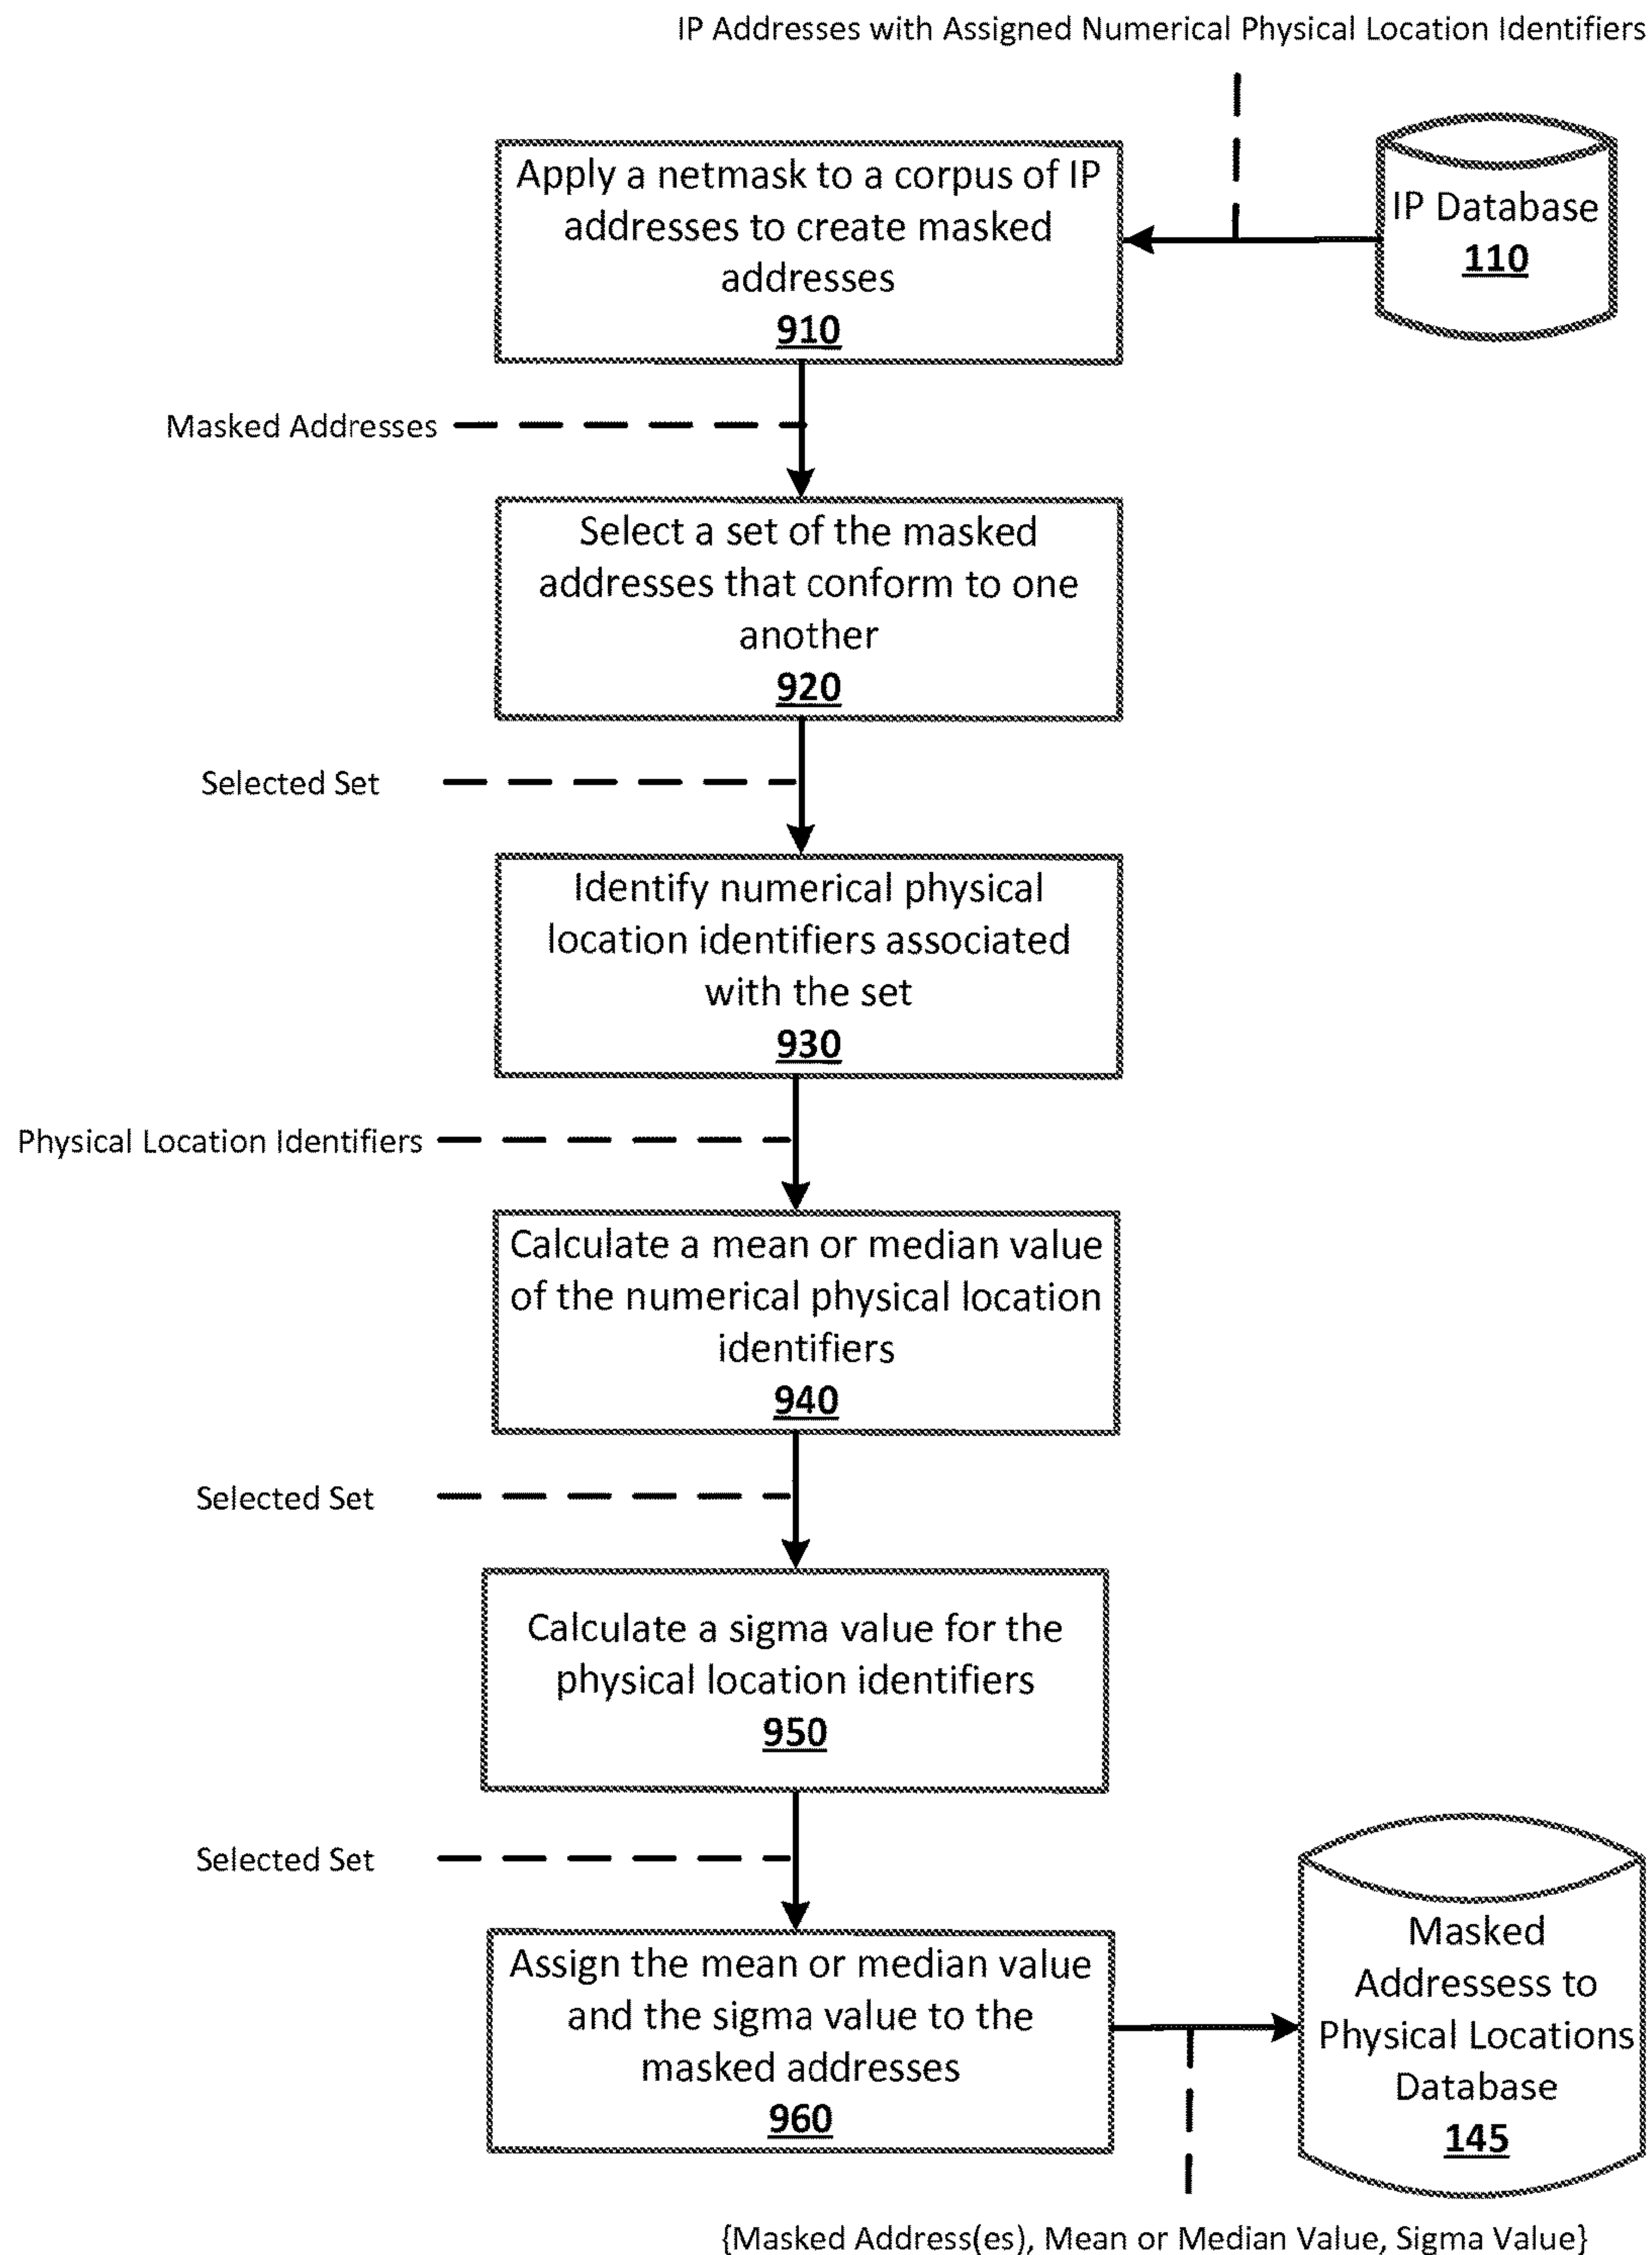 IP Addresses with Assigned Numerical Physical Location Identifiers
Apply a netmask to a corpus of IP
addresses to create masked
addresses
910
IP Database
110
Masked Addresses
Select a set of the masked
addresses that conform to one
another
920
Selected Set
Identify numerical physical
location identifiers associated
with the set
930
Physical Location Identifiers
Calculate a mean or median value
of the numerical physical location
identifiers
940
Selected Set
Calculate a sigma value for the
physical location identifiers
950
Selected Set
Assign the mean or median value
and the sigma value to the
masked addresses
960
Masked
Addressess to
Physical Locations
Database
145
{Masked Address(es), Mean or Median Value, Sigma Value}